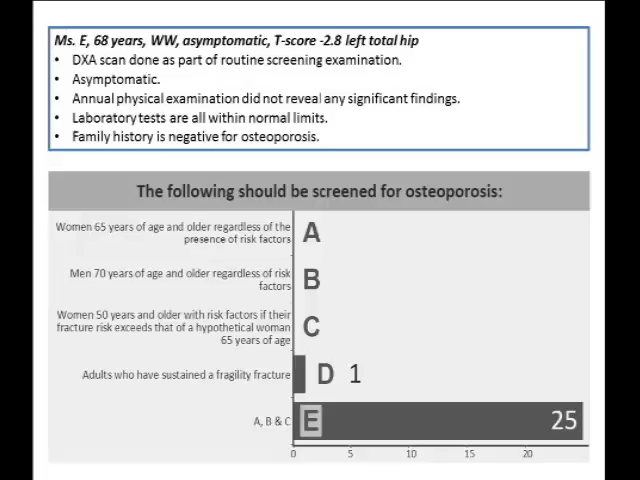 Ms. E, 68 years, WW, asymptomatic, T-score -2.8 left total hip
• DXA scan done as part of routine screening examination.
• Asymptomatic.
• Annual physical examination did not reveal any significant findings.
• Laboratory tests are all within normal limits.
• Family history is negative for osteoporosis.
The following should be screened for osteoporosis:
Women 65 years of age and older regardless of the
presence of risk factors
A
Men 70 years of age and older regardless of risk
factors
B
Women 50 years and older with risk factors if their
fracture risk exceeds that of a hypothetical woman
65 years of age
C
Adults who have sustained a fragility fracture
D 1
A, B & C
E 25
0 5 10 15 20